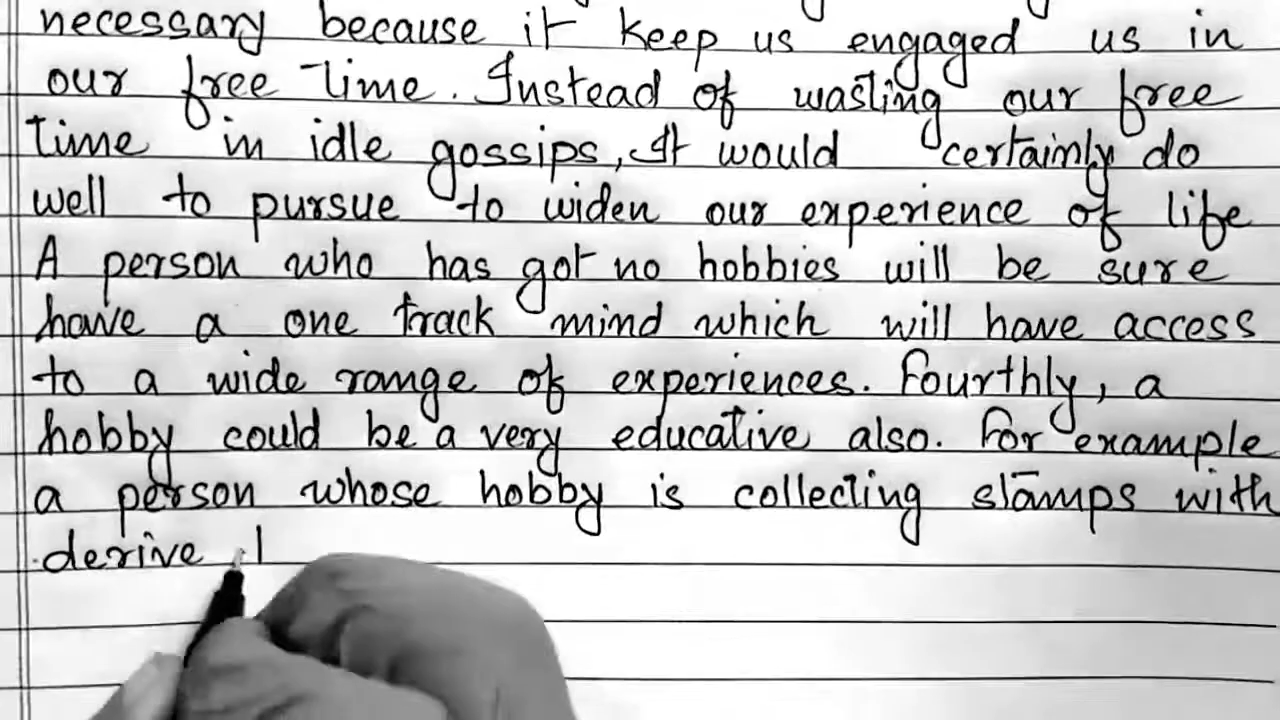 necessary because it keep us engaged us in
our free time. Instead of wasting our free
time in idle gossips, It would certainly do
well to pursue to widen our experience of life
A person who has got no hobbies will be sure
have a one track mind which will have access
to a wide range of experiences. Fourthly, a
hobby could be a very educative also. For example
a person whose hobby is collecting stamps with
derive